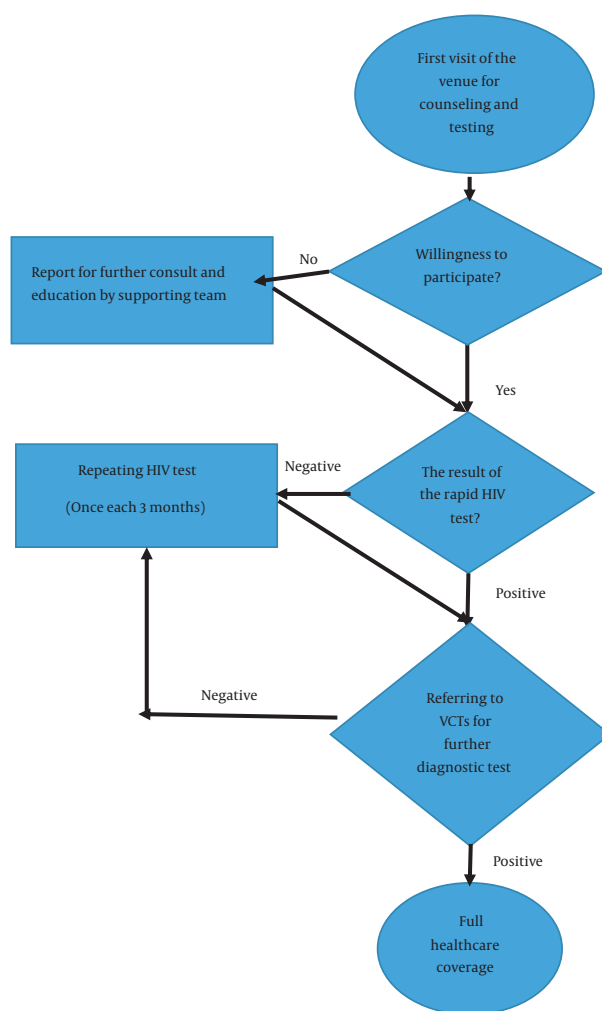 First visit of the
venue for
counseling and
testing
Willingness to
participate?
No
Report for further consult and
education by supporting team
Yes
The result of
the rapid HIV
test?
Negative
Repeating HIV test
(Once each 3 months)
Positive
Referring to
VCTs for
further
diagnostic test
Negative
Positive
Full
healthcare
coverage